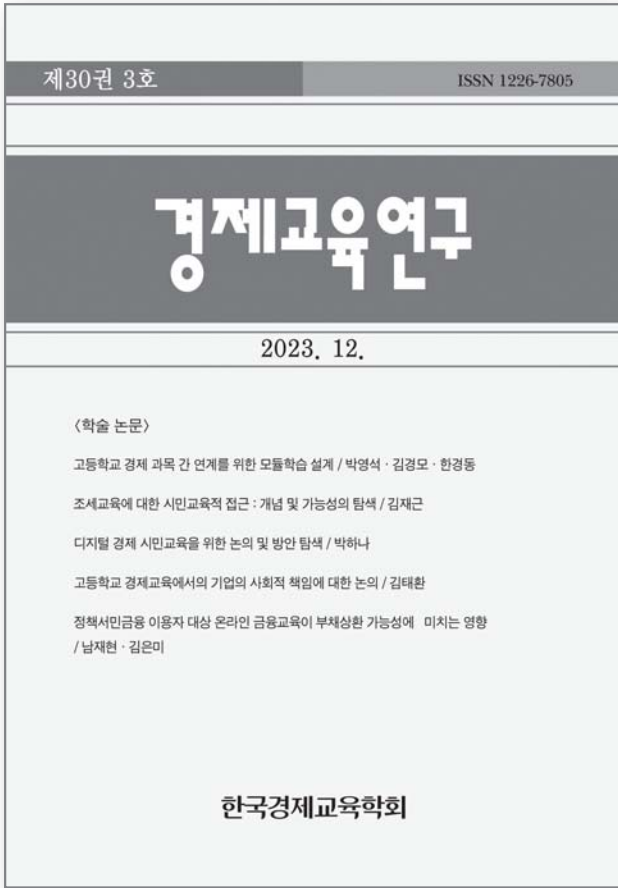 제30권 3호
ISSN 1226-7805
경제교육연구
2023. 12.
〈학술 논문〉
고등학교 경제 과목 간 연계를 위한 모듈학습 설계 / 박영석 · 김경모 · 한경동
조세교육에 대한 시민교육적 접근 : 개념 및 가능성의 탐색 / 김재근
디지털 경제 시민교육을 위한 논의 및 방안 탐색 / 박하나
고등학교 경제교육에서의 기업의 사회적 책임에 대한 논의 / 김태환
정책서민금융 이용자 대상 온라인 금융교육이 부채상환 가능성에 미치는 영향
/ 남재현 · 김은미
한국경제교육학회